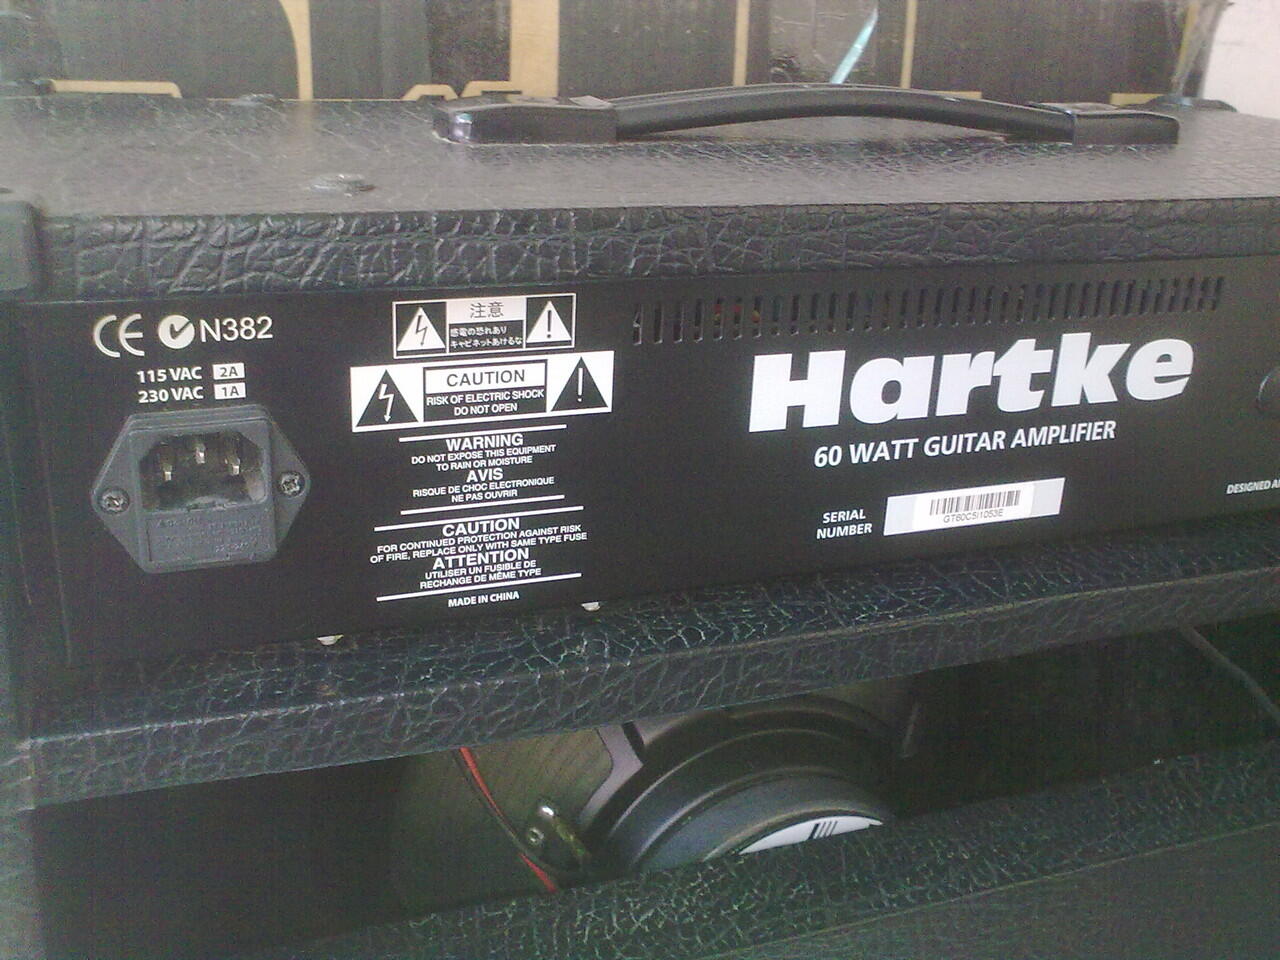 CE N382
115 VAC 2A
230 VAC 1A
注意
感電の恐れあり
キャビネットあけるな
CAUTION
RISK OF ELECTRIC SHOCK
DO NOT OPEN
WARNING
DO NOT EXPOSE THIS EQUIPMENT
TO RAIN OR MOISTURE
AVIS
RISQUE DE CHOC ELECTRONIQUE
NE PAS OUVRIR
CAUTION
FOR CONTINUED PROTECTION AGAINST RISK
OF FIRE, REPLACE ONLY WITH SAME TYPE FUSE
ATTENTION
UTILISER UN FUSIBLE DE
RECHANGE DE MÊME TYPE
MADE IN CHINA
Hartke
60 WATT GUITAR AMPLIFIER
SERIAL
NUMBER
GT60C5I1053E
DESIGNED